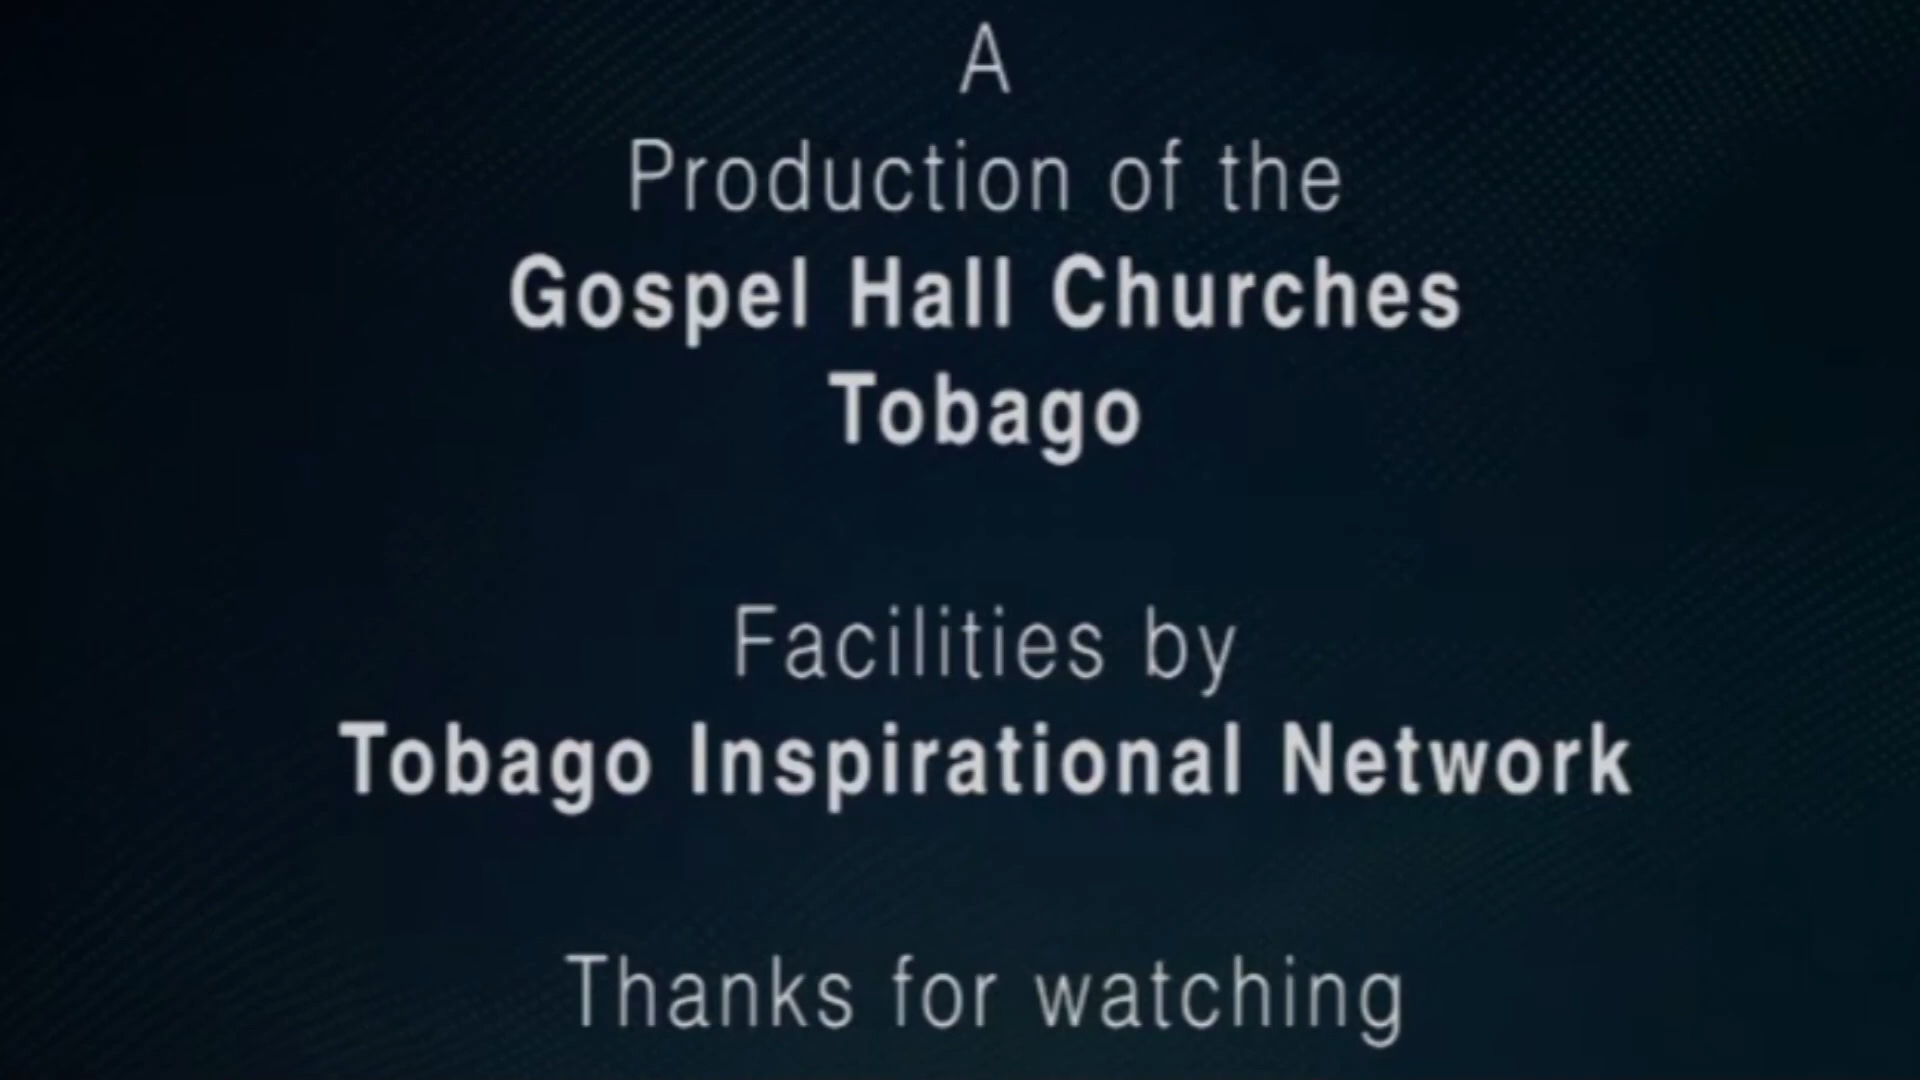 A
Production of the
Gospel Hall Churches
Tobago
Facilities by
Tobago Inspirational Network
Thanks for watching